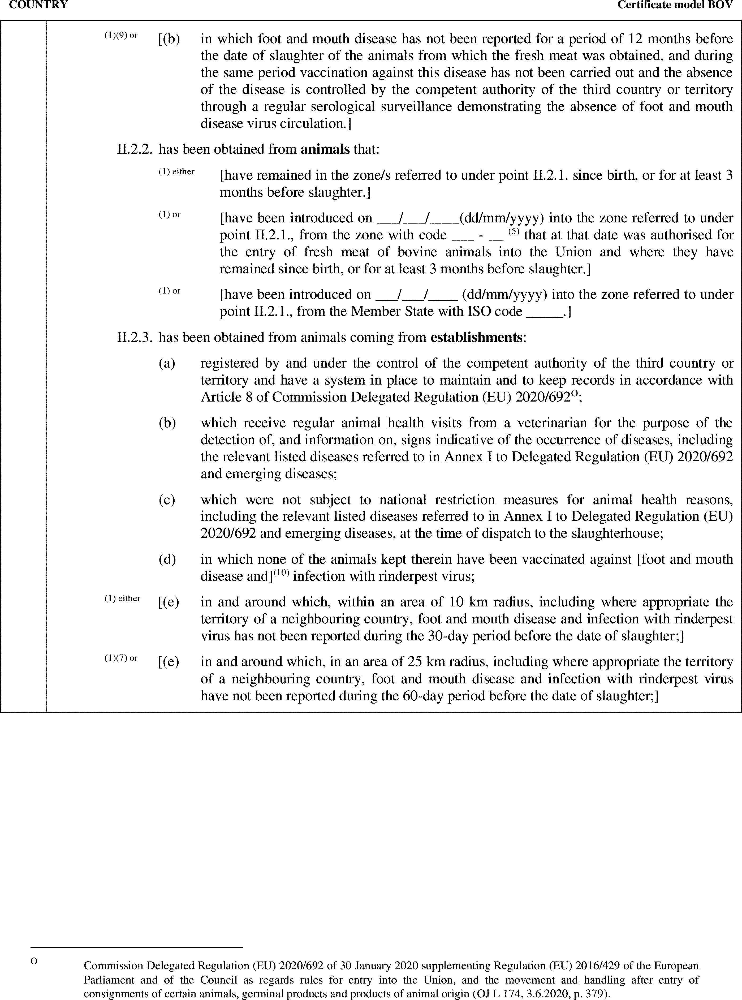 COUNTRY Certificate model BOV
(1)(9) or [(b) in which foot and mouth disease has not been reported for a period of 12 months before
the date of slaughter of the animals from which the fresh meat was obtained, and during
the same period vaccination against this disease has not been carried out and the absence
of the disease is controlled by the competent authority of the third country or territory
through a regular serological surveillance demonstrating the absence of foot and mouth
disease virus circulation.]
II.2.2. has been obtained from animals that:
(1) either [have remained in the zone/s referred to under point II.2.1. since birth, or for at least 3
months before slaughter.]
(1) or [have been introduced on ___/___/____(dd/mm/yyyy) into the zone referred to under
point II.2.1., from the zone with code ___ - __ (5) that at that date was authorised for
the entry of fresh meat of bovine animals into the Union and where they have
remained since birth, or for at least 3 months before slaughter.]
(1) or [have been introduced on ___/___/____ (dd/mm/yyyy) into the zone referred to under
point II.2.1., from the Member State with ISO code _____.]
II.2.3. has been obtained from animals coming from establishments:
(a) registered by and under the control of the competent authority of the third country or
territory and have a system in place to maintain and to keep records in accordance with
Article 8 of Commission Delegated Regulation (EU) 2020/692O;
(b) which receive regular animal health visits from a veterinarian for the purpose of the
detection of, and information on, signs indicative of the occurrence of diseases, including
the relevant listed diseases referred to in Annex I to Delegated Regulation (EU) 2020/692
and emerging diseases;
(c) which were not subject to national restriction measures for animal health reasons,
including the relevant listed diseases referred to in Annex I to Delegated Regulation (EU)
2020/692 and emerging diseases, at the time of dispatch to the slaughterhouse;
(d) in which none of the animals kept therein have been vaccinated against [foot and mouth
disease and](10) infection with rinderpest virus;
(1) either [(e) in and around which, within an area of 10 km radius, including where appropriate the
territory of a neighbouring country, foot and mouth disease and infection with rinderpest
virus has not been reported during the 30-day period before the date of slaughter;]
(1)(7) or [(e) in and around which, in an area of 25 km radius, including where appropriate the territory
of a neighbouring country, foot and mouth disease and infection with rinderpest virus
have not been reported during the 60-day period before the date of slaughter;]
O Commission Delegated Regulation (EU) 2020/692 of 30 January 2020 supplementing Regulation (EU) 2016/429 of the European
Parliament and of the Council as regards rules for entry into the Union, and the movement and handling after entry of
consignments of certain animals, germinal products and products of animal origin (OJ L 174, 3.6.2020, p. 379).